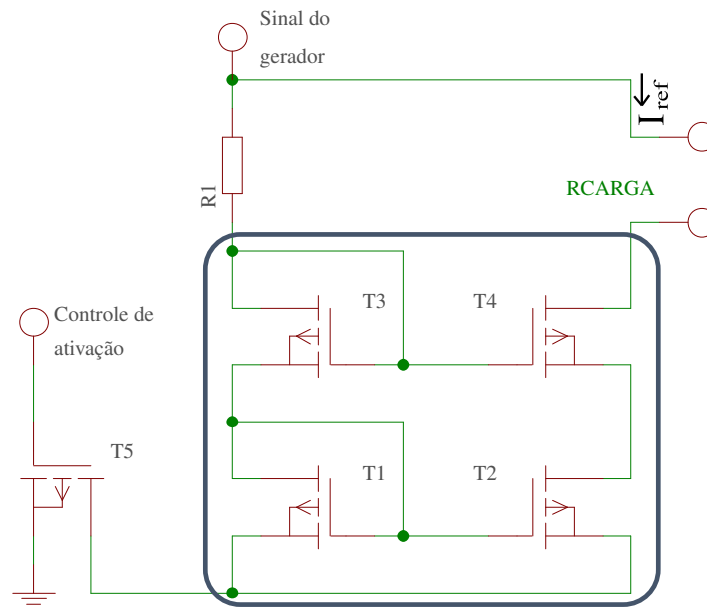 Sinal do
gerador
I ref
R1
RCARGA
T3
T4
Controle de
ativação
T5
T1
T2